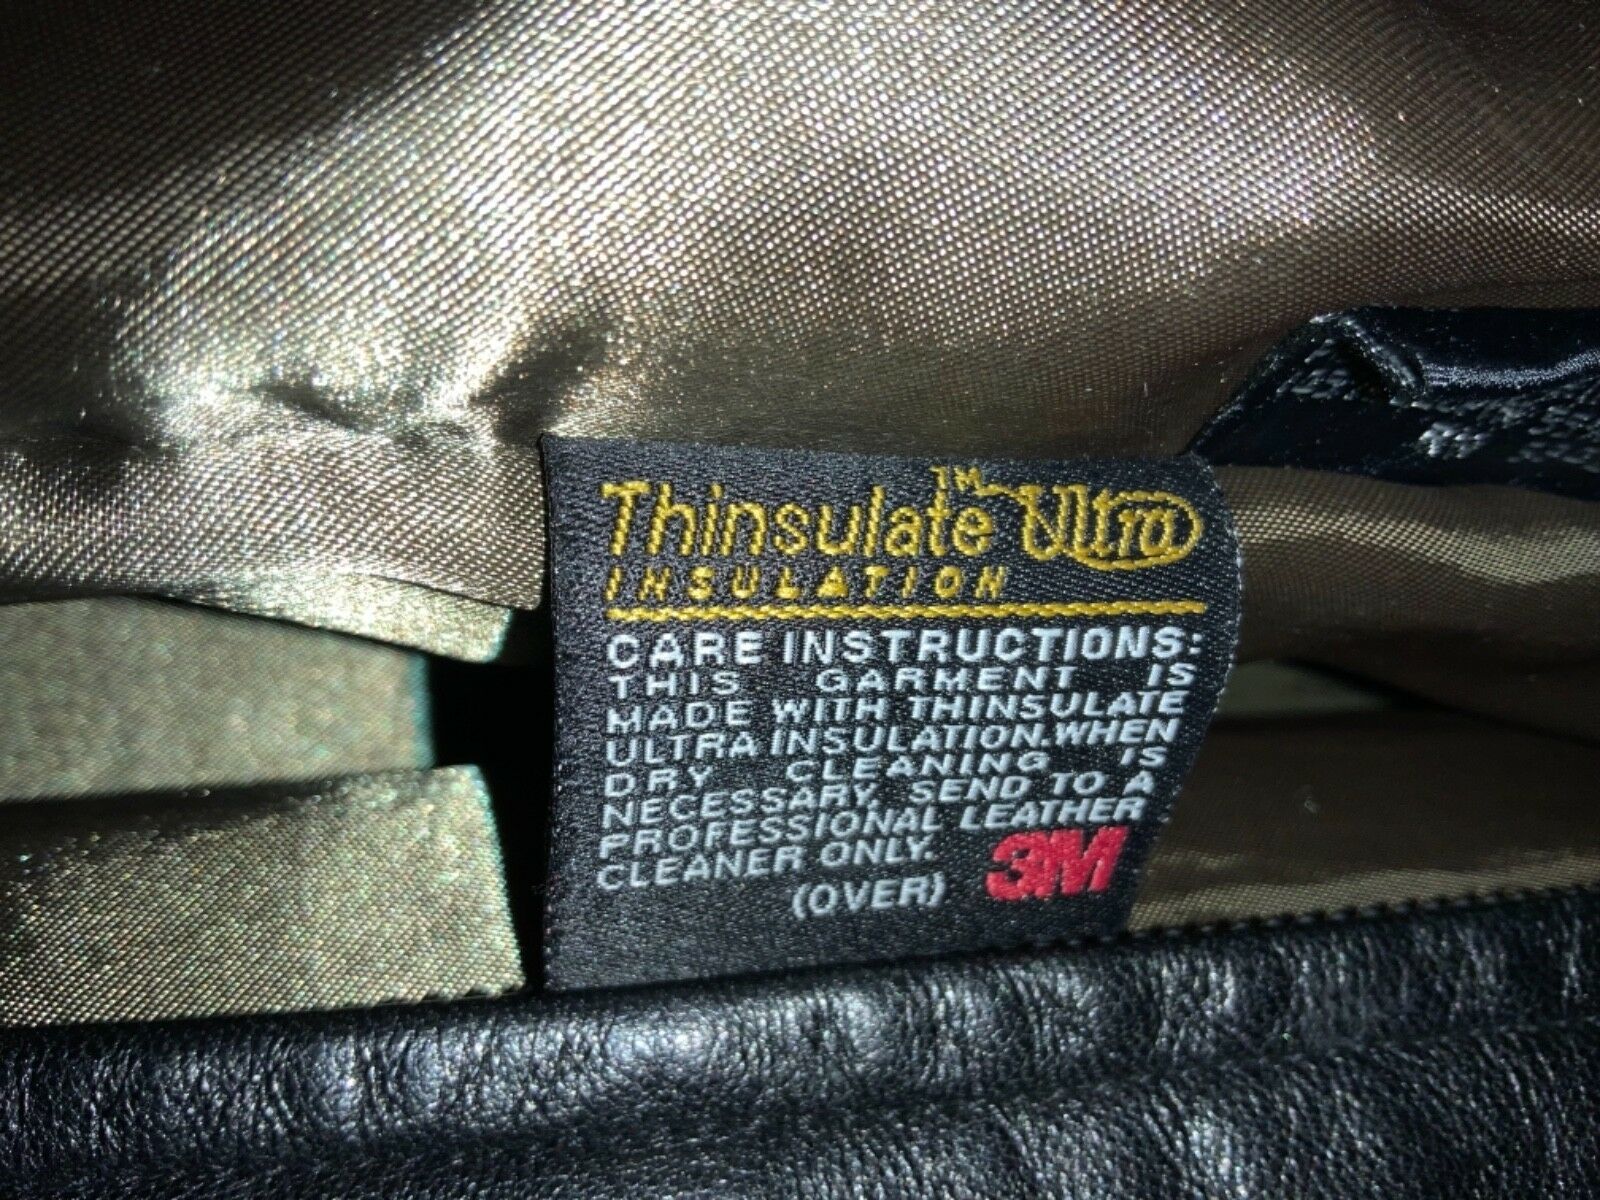 Thinsulate™ Ultra
INSULATION
CARE INSTRUCTIONS:
THIS GARMENT IS
MADE WITH THINSULATE
ULTRA INSULATION. WHEN
DRY CLEANING IS
NECESSARY, SEND TO A
PROFESSIONAL LEATHER
CLEANER ONLY.
3M
(OVER)